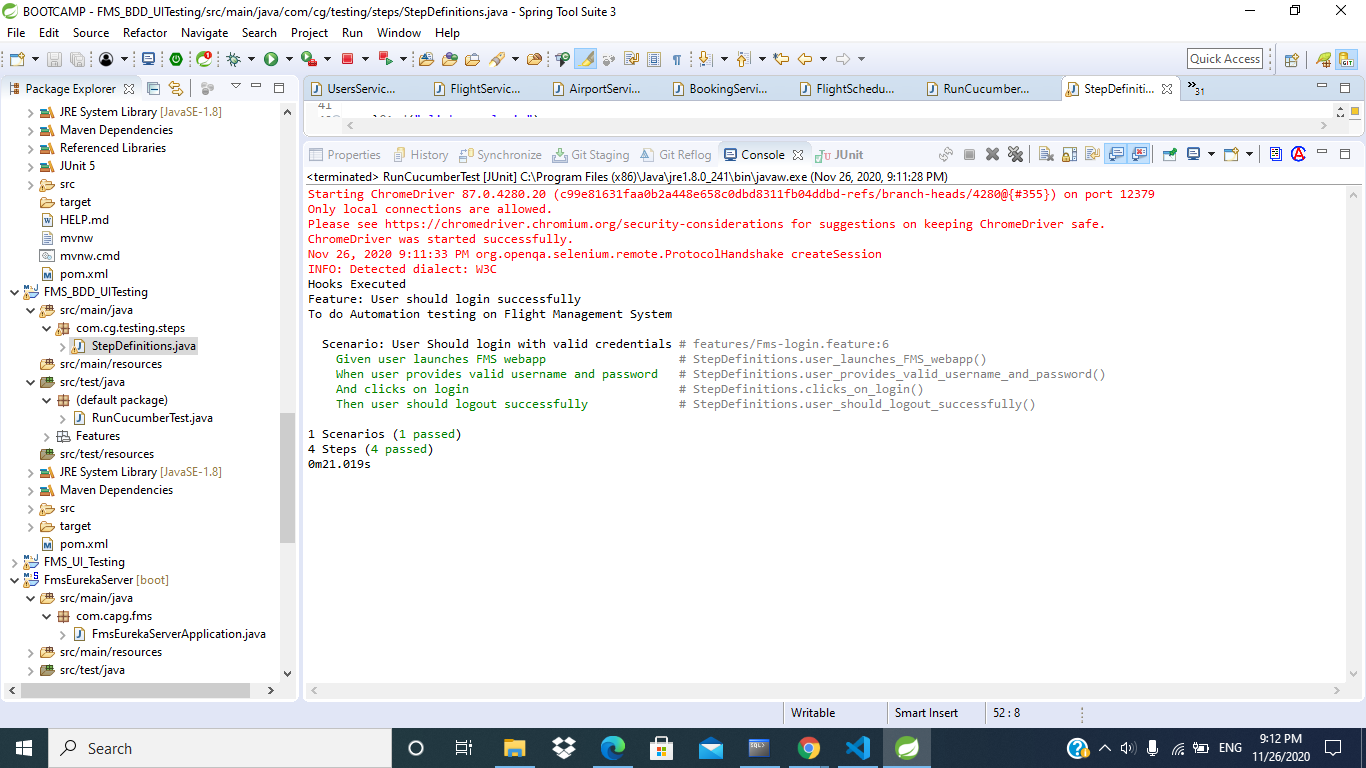 BOOTCAMP - FMS_BDD_UITesting/src/main/java/com/cg/testing/steps/StepDefinitions.java - Spring Tool Suite 3
File Edit Source Refactor Navigate Search Project Run Window Help
Quick Access
Package Explorer
JRE System Library [JavaSE-1.8]
Maven Dependencies
Referenced Libraries
JUnit 5
src
target
HELP.md
mvnw
mvnw.cmd
pom.xml
FMS_BDD_UITesting
src/main/java
com.cg.testing.steps
StepDefinitions.java
src/main/resources
src/test/java
(default package)
RunCucumberTest.java
Features
src/test/resources
JRE System Library [JavaSE-1.8]
Maven Dependencies
src
target
pom.xml
FMS_UI_Testing
FmsEurekaServer [boot]
src/main/java
com.capg.fms
FmsEurekaServerApplication.java
src/main/resources
src/test/java
UsersServic... FlightServic... AirportServi... BookingServi... FlightSchedu... RunCucumber... StepDefiniti... »31
41
Properties History Synchronize Git Staging Git Reflog Console JUnit
<terminated> RunCucumberTest [JUnit] C:\Program Files (x86)\Java\jre1.8.0_241\bin\javaw.exe (Nov 26, 2020, 9:11:28 PM)
Starting ChromeDriver 87.0.4280.20 (c99e81631faa0b2a448e658c0dbd8311fb04ddbd-refs/branch-heads/4280@{#355}) on port 12379
Only local connections are allowed.
Please see https://chromedriver.chromium.org/security-considerations for suggestions on keeping ChromeDriver safe.
ChromeDriver was started successfully.
Nov 26, 2020 9:11:33 PM org.openqa.selenium.remote.ProtocolHandshake createSession
INFO: Detected dialect: W3C
Hooks Executed
Feature: User should login successfully
To do Automation testing on Flight Management System
Scenario: User Should login with valid credentials # features/Fms-login.feature:6
Given user launches FMS webapp # StepDefinitions.user_launches_FMS_webapp()
When user provides valid username and password # StepDefinitions.user_provides_valid_username_and_password()
And clicks on login # StepDefinitions.clicks_on_login()
Then user should logout successfully # StepDefinitions.user_should_logout_successfully()
1 Scenarios (1 passed)
4 Steps (4 passed)
0m21.019s
Writable Smart Insert 52 : 8
Search
ENG
9:12 PM
11/26/2020